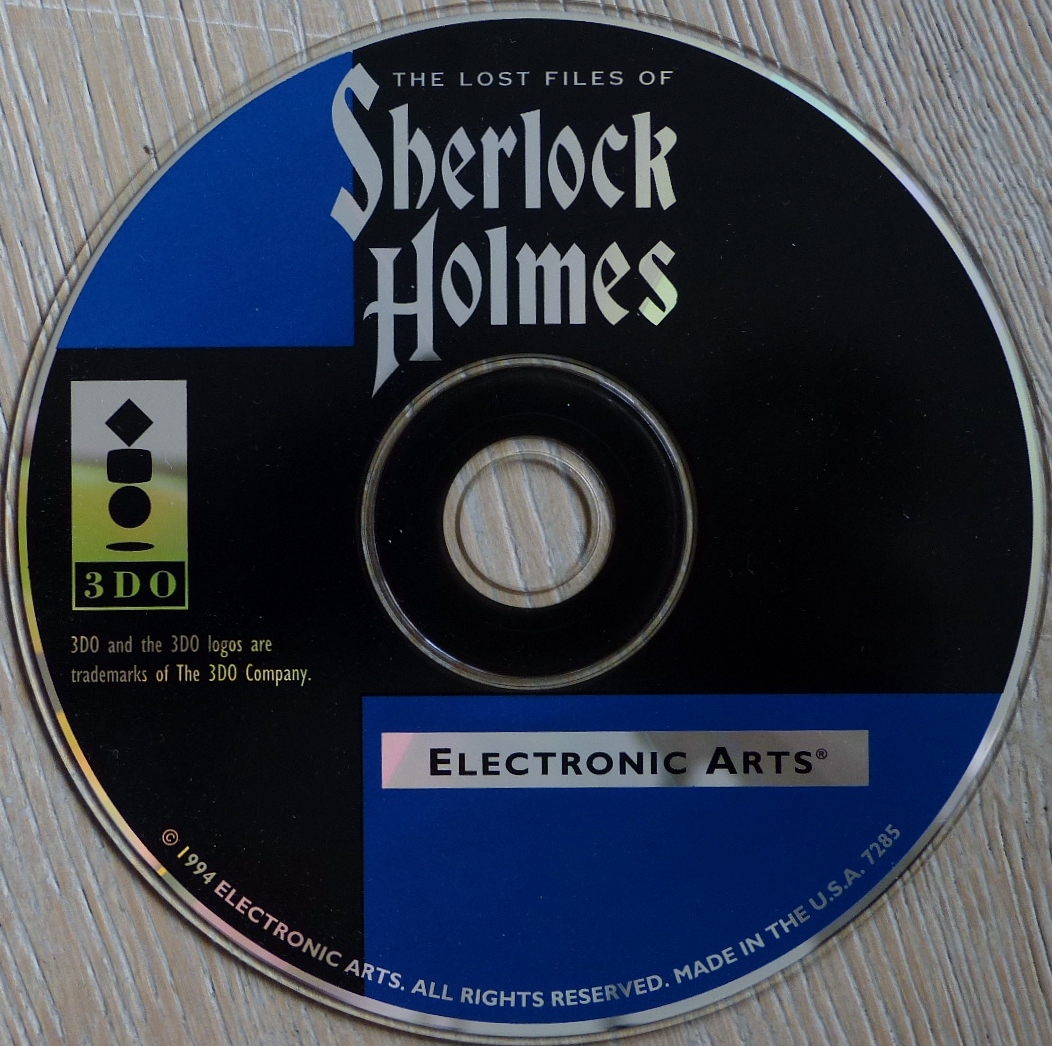 THE LOST FILES OF
Sherlock
Holmes
3DO
3DO and the 3DO logos are
trademarks of The 3DO Company.
ELECTRONIC ARTS®
© 1994 ELECTRONIC ARTS. ALL RIGHTS RESERVED. MADE IN THE U.S.A. 7285